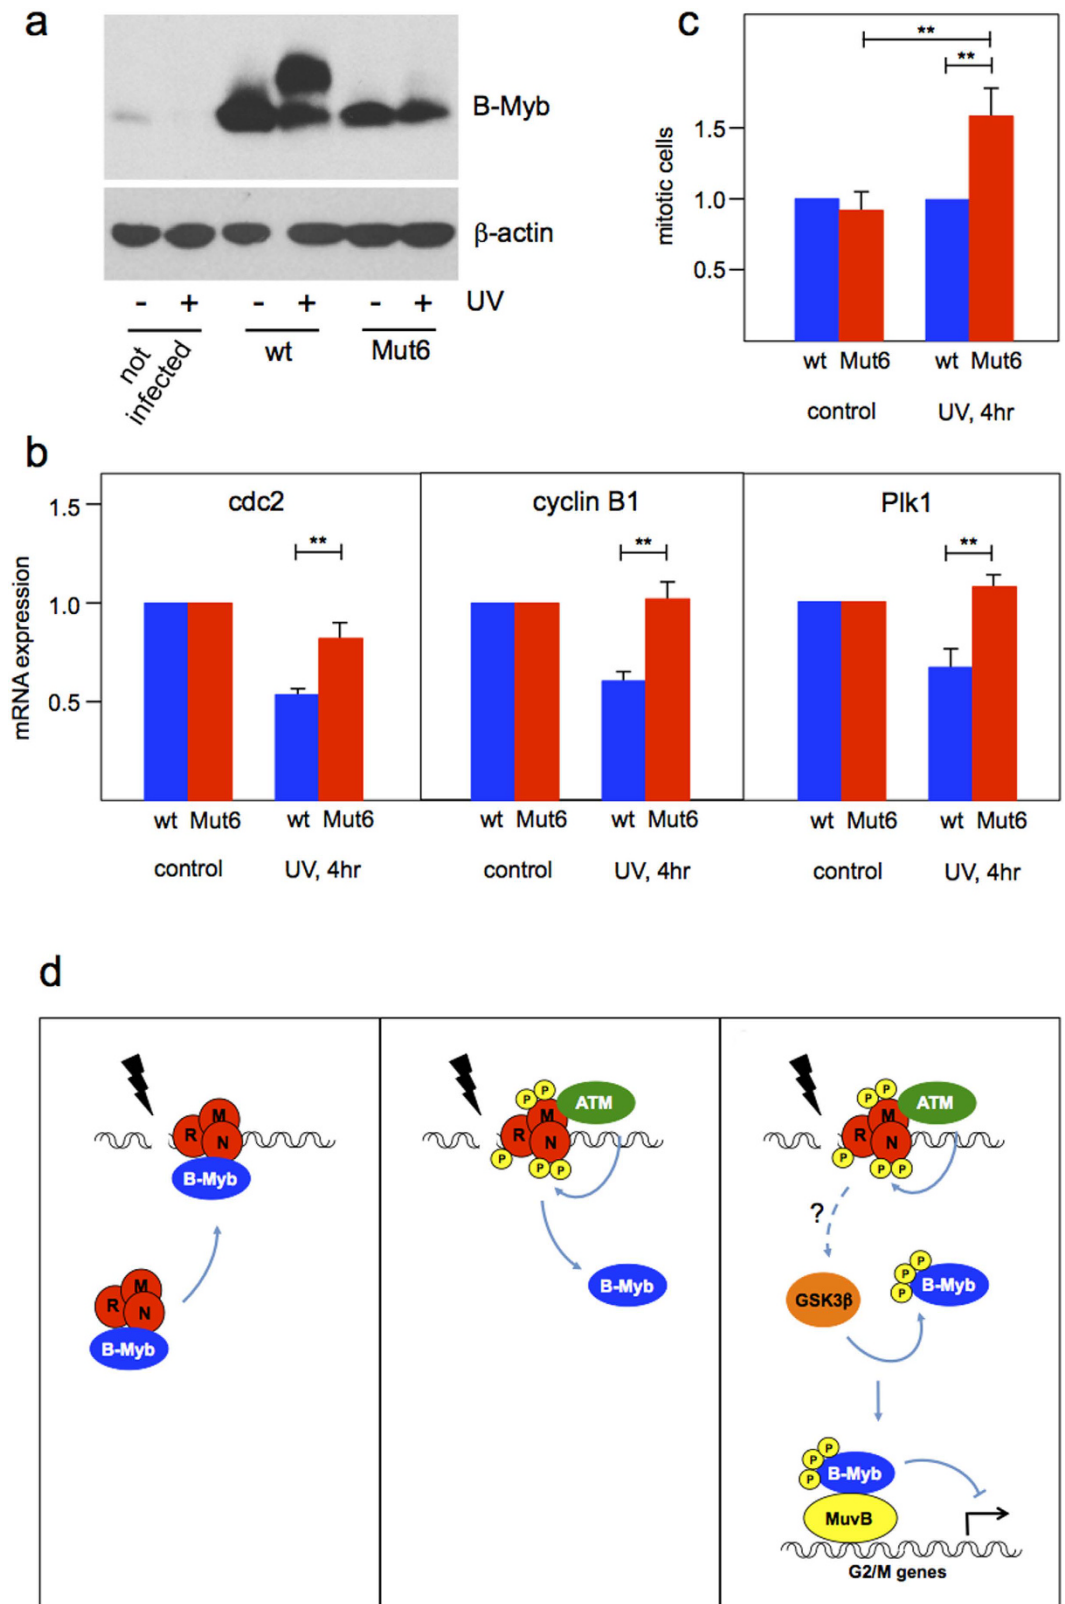 a
B-Myb
β-actin
- + - + - + UV
not infected
wt
Mut6
c
mitotic cells
1.5
1.0
0.5
**
**
wt Mut6 wt Mut6
control UV, 4hr
b
mRNA expression
1.5
1.0
0.5
cdc2 cyclin B1 Plk1
** ** **
wt Mut6 wt Mut6 wt Mut6 wt Mut6 wt Mut6 wt Mut6
control UV, 4hr control UV, 4hr control UV, 4hr
d
M
R N
B-Myb
M
R N
B-Myb
P P
ATM
M
R N
P P P
B-Myb
P P
ATM
M
R N
P P P
?
GSK3β
P
P
P
B-Myb
P
P
P
B-Myb
MuvB
G2/M genes